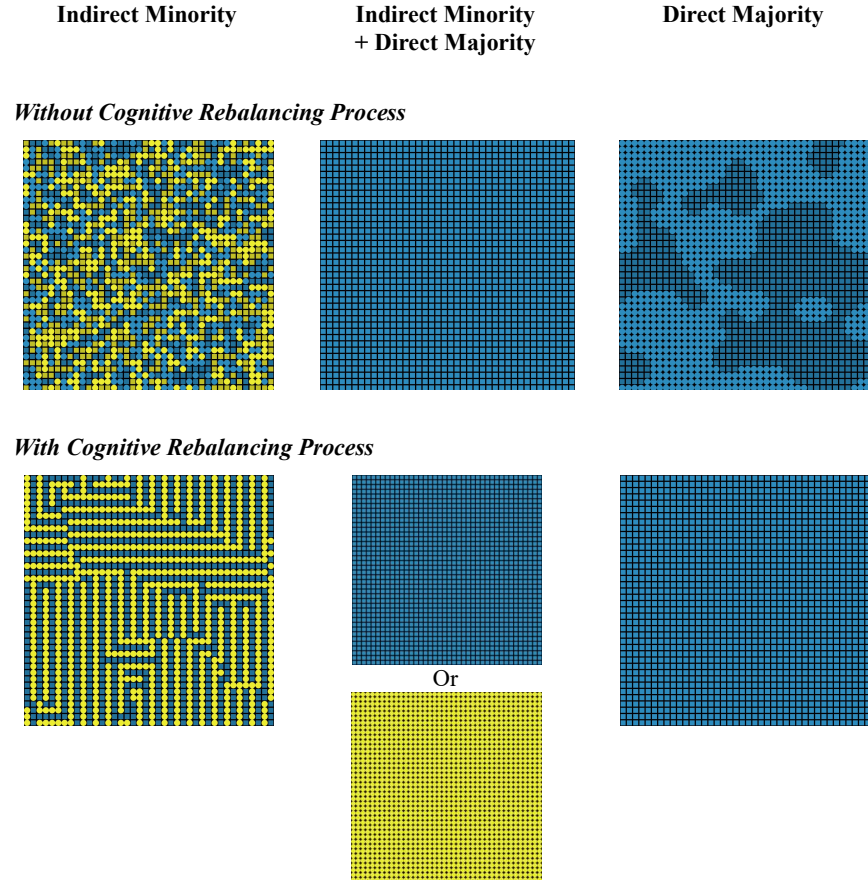 Indirect Minority
Indirect Minority
+ Direct Majority
Direct Majority
Without Cognitive Rebalancing Process
With Cognitive Rebalancing Process
Or